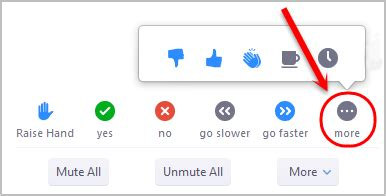 Raise Hand yes no go slower go faster more
Mute All Unmute All More